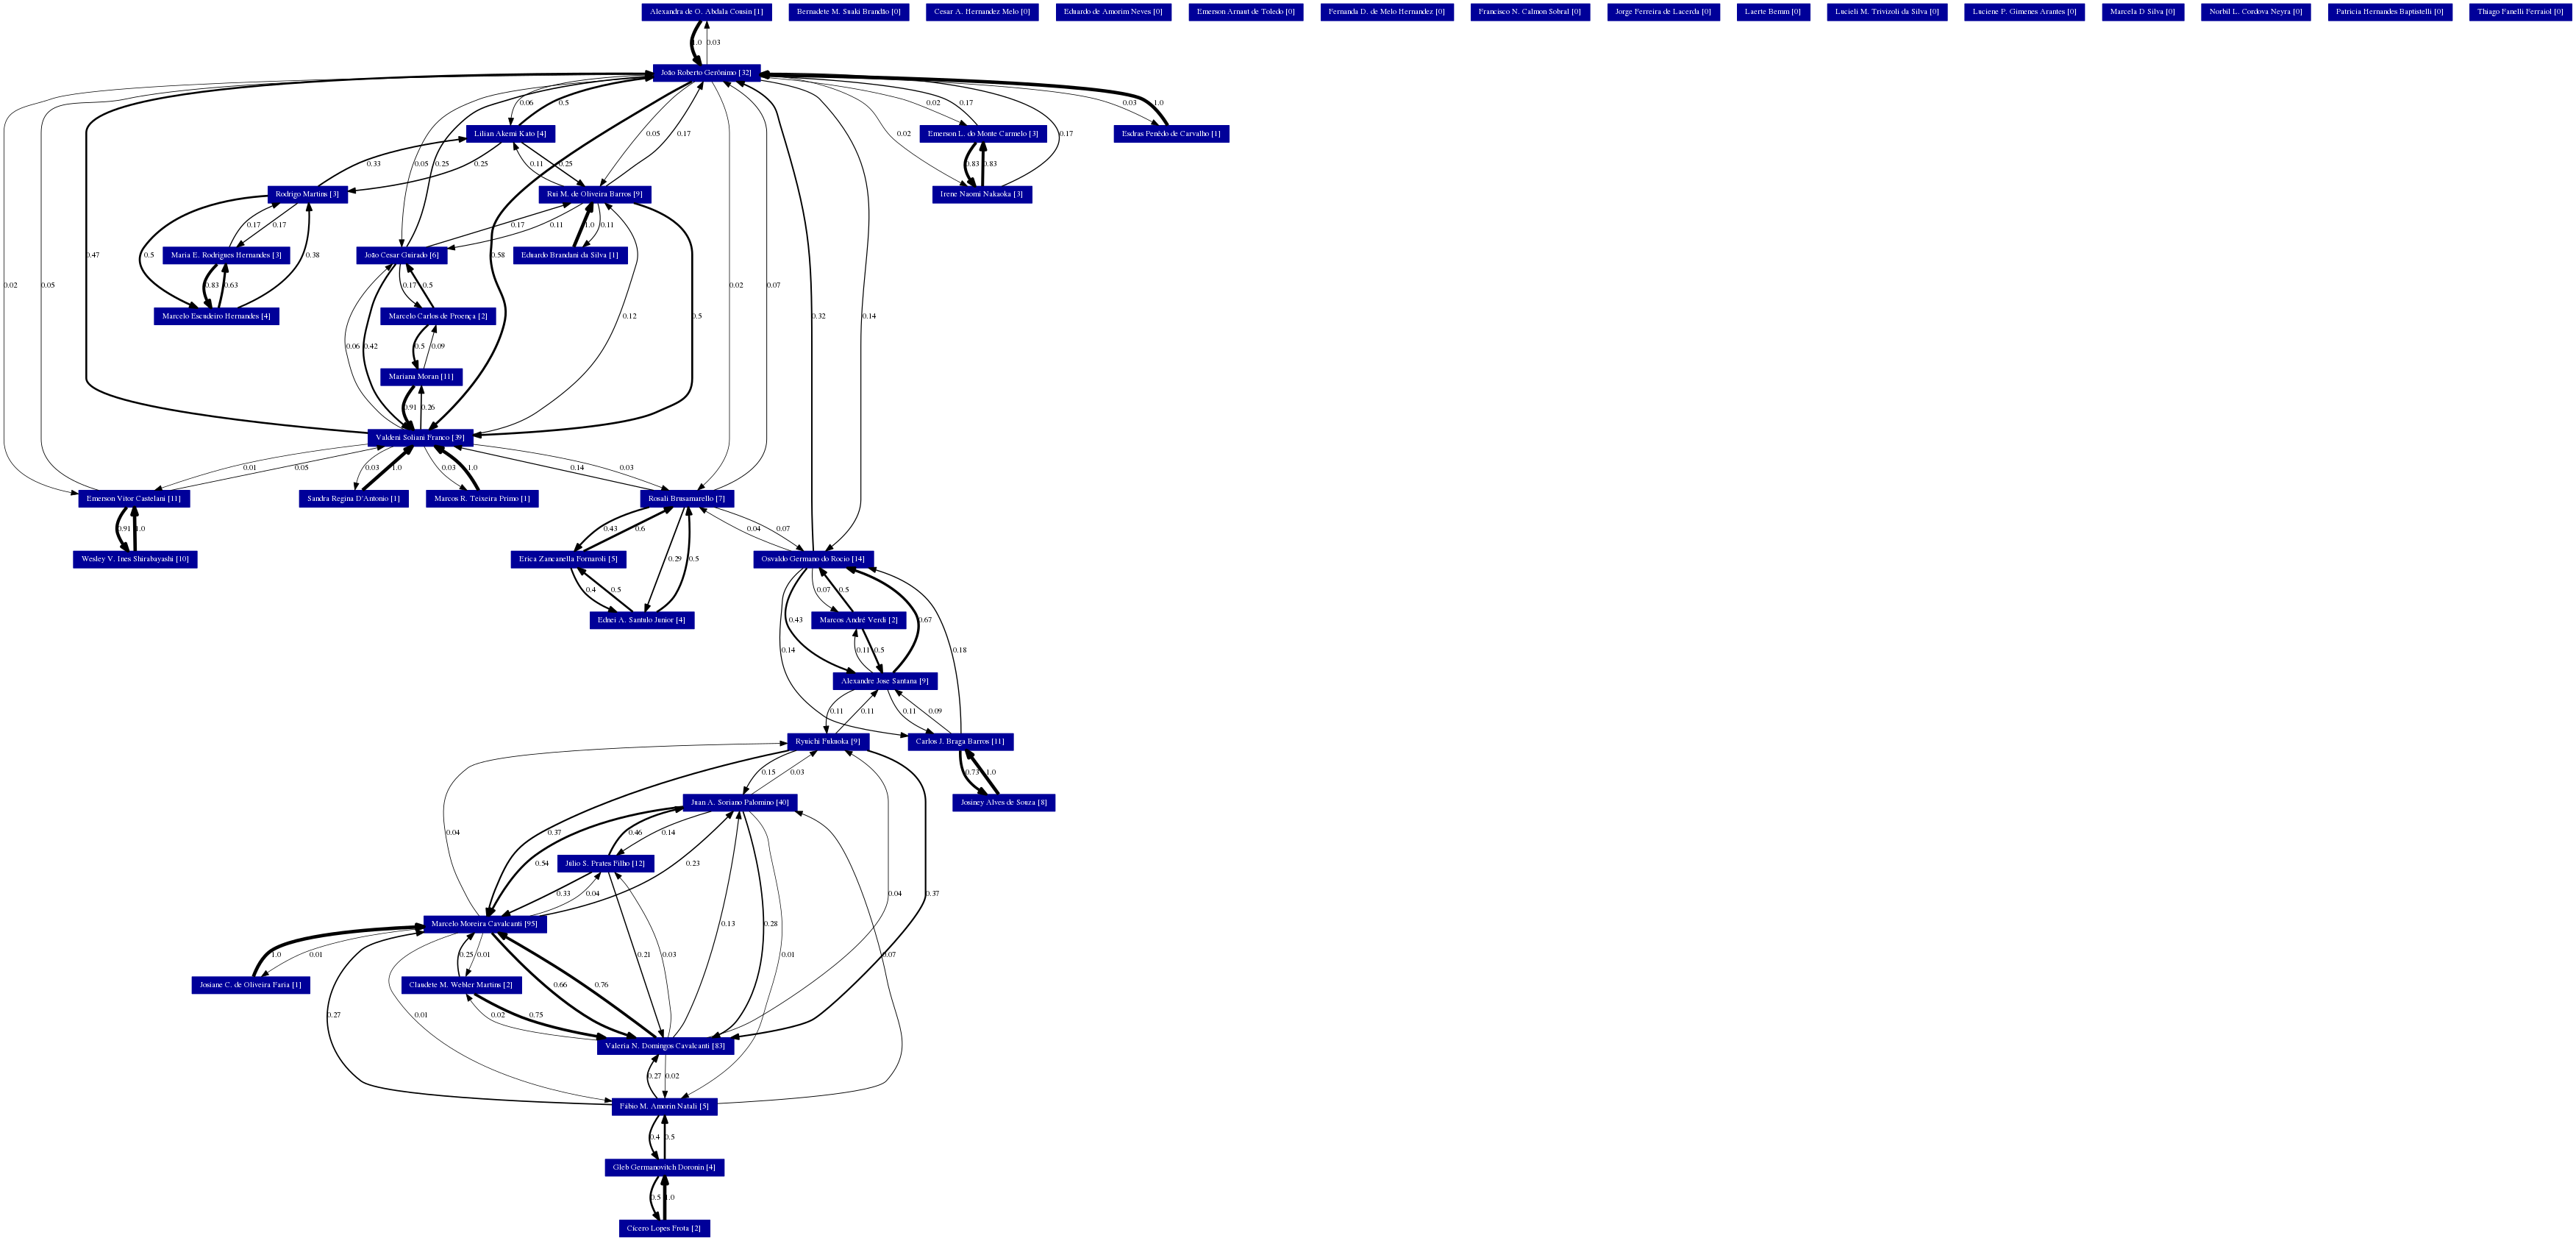 Alexandra de O. Abdala Cousin [1]
Bernadete M. Suaki Brandão [0]
Cesar A. Hernandez Melo [0]
Eduardo de Amorim Neves [0]
Emerson Arnaut de Toledo [0]
Fernanda D. de Melo Hernandez [0]
Francisco N. Calmon Sobral [0]
Jorge Ferreira de Lacerda [0]
Laerte Bemm [0]
Lucieli M. Trivizoli da Silva [0]
Luciene P. Gimenes Arantes [0]
Marcela D Silva [0]
Norbil L. Cordova Neyra [0]
Patricia Hernandes Baptistelli [0]
Thiago Fanelli Ferraiol [0]
1.0
0.03
João Roberto Gerônimo [32]
0.06
0.5
0.02
0.17
0.03
1.0
Lilian Akemi Kato [4]
Emerson L. do Monte Carmelo [3]
Esdras Penêdo de Carvalho [1]
0.05
0.17
0.02
0.17
0.33
0.25
0.05
0.25
0.11
0.25
0.83
0.83
Rodrigo Martins [3]
Rui M. de Oliveira Barros [9]
Irene Naomi Nakaoka [3]
0.17
0.17
0.17
0.11
1.0
0.11
Maria E. Rodrigues Hernandes [3]
João Cesar Guirado [6]
Eduardo Brandani da Silva [1]
0.47
0.5
0.38
0.58
0.02
0.05
0.83
0.63
0.17
0.5
0.02
0.07
Marcelo Escudeiro Hernandes [4]
Marcelo Carlos de Proença [2]
0.12
0.5
0.32
0.14
0.06
0.42
0.5
0.09
Mariana Moran [11]
0.91
0.26
Valdeni Soliani Franco [39]
0.01
0.05
0.03
1.0
0.03
1.0
0.14
0.03
Emerson Vitor Castelani [11]
Sandra Regina D'Antonio [1]
Marcos R. Teixeira Primo [1]
Rosali Brusamarello [7]
0.91
1.0
0.43
0.6
0.04
0.07
Wesley V. Ines Shirabayashi [10]
Erica Zancanella Fornaroli [5]
Osvaldo Germano do Rocio [14]
0.29
0.5
0.4
0.5
0.07
0.5
Ednei A. Santulo Junior [4]
Marcos André Verdi [2]
0.43
0.67
0.14
0.11
0.5
0.18
Alexandre Jose Santana [9]
0.11
0.11
0.11
0.09
Ryuichi Fukuoka [9]
Carlos J. Braga Barros [11]
0.15
0.03
0.73
1.0
Juan A. Soriano Palomino [40]
Josiney Alves de Souza [8]
0.04
0.37
0.46
0.14
0.54
0.23
Júlio S. Prates Filho [12]
0.33
0.04
0.04
0.37
Marcelo Moreira Cavalcanti [95]
0.13
0.28
1.0
0.01
0.25
0.01
0.21
0.03
0.01
0.07
Josiane C. de Oliveira Faria [1]
Claudete M. Webler Martins [2]
0.66
0.76
0.27
0.01
0.02
0.75
Valeria N. Domingos Cavalcanti [83]
0.27
0.02
Fábio M. Amorin Natali [5]
0.4
0.5
Gleb Germanovitch Doronin [4]
0.5
1.0
Cícero Lopes Frota [2]